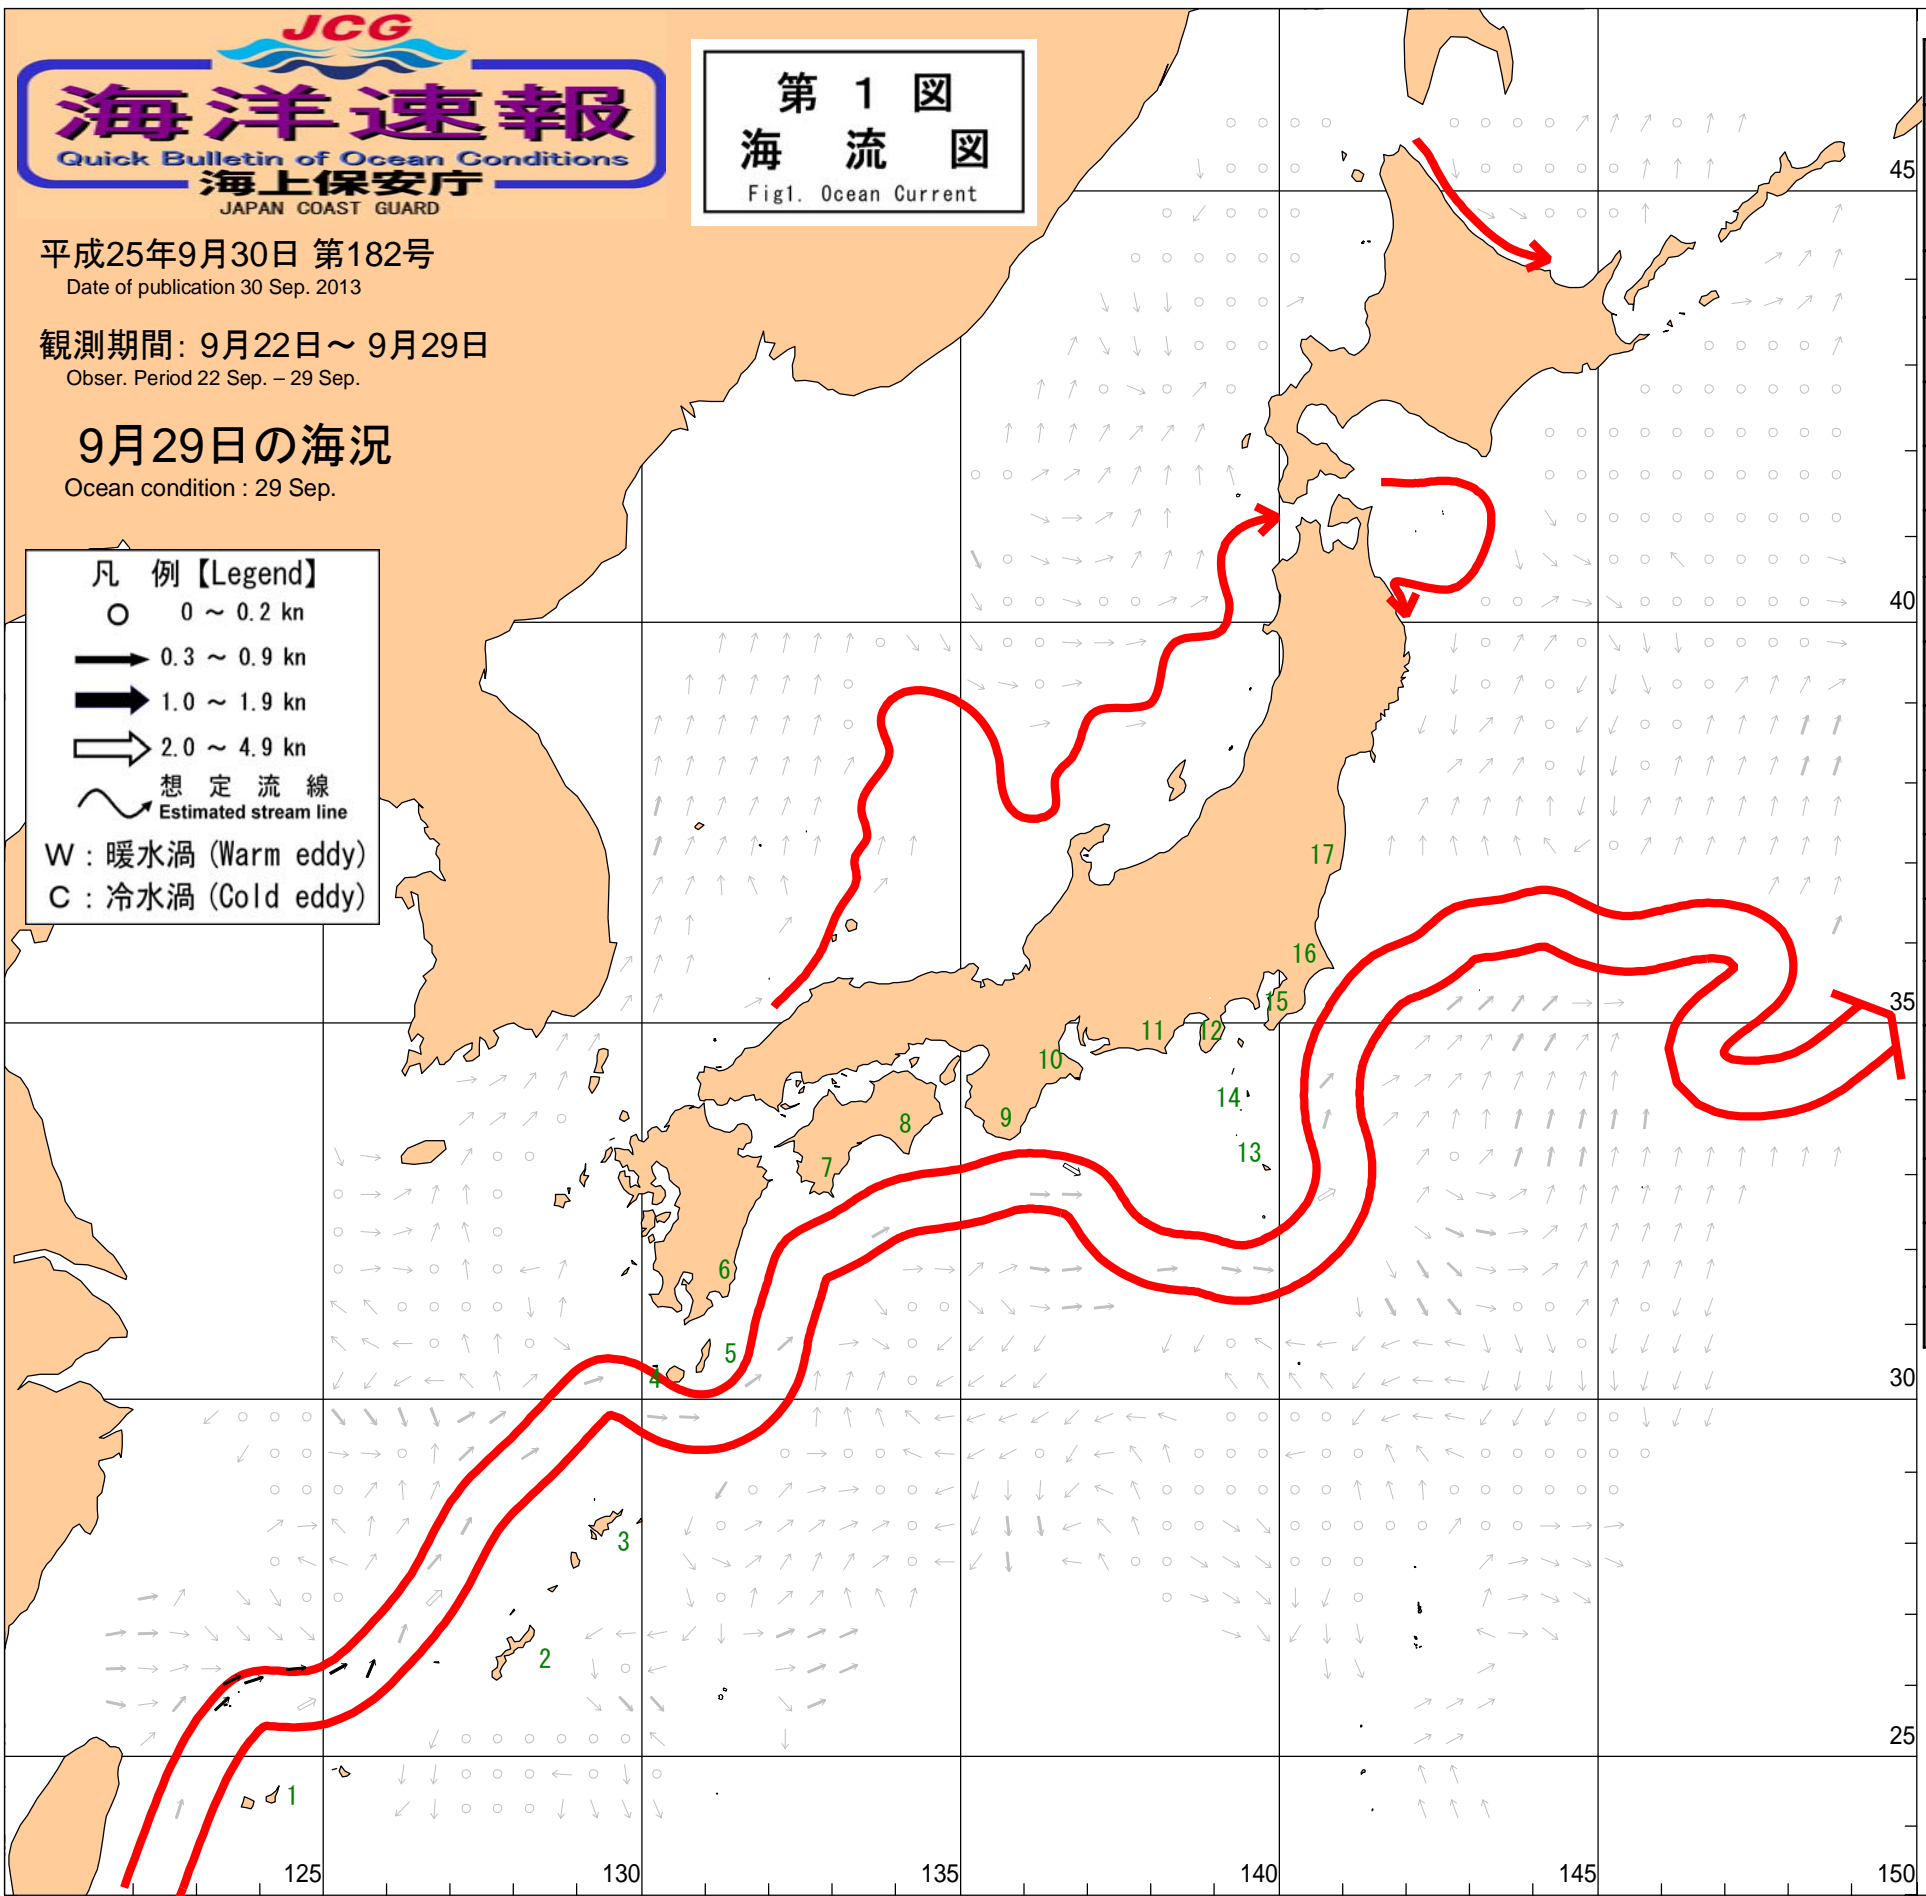 JCG
海洋速報
Quick Bulletin of Ocean Conditions
海上保安庁
JAPAN COAST GUARD
第 1 図
海 流 図
Fig1. Ocean Current
平成25年9月30日 第182号
Date of publication 30 Sep. 2013
観測期間: 9月22日～ 9月29日
Obser. Period 22 Sep. – 29 Sep.
9月29日の海況
Ocean condition : 29 Sep.
凡 例【Legend】
0 ～ 0.2 kn
0.3 ～ 0.9 kn
1.0 ～ 1.9 kn
2.0 ～ 4.9 kn
想 定 流 線
Estimated stream line
W : 暖水渦 (Warm eddy)
C : 冷水渦 (Cold eddy)
45
40
17
16
35
15
12
11
10
14
9
8
13
7
6
5
4
30
3
2
25
1
125
130
135
140
145
150